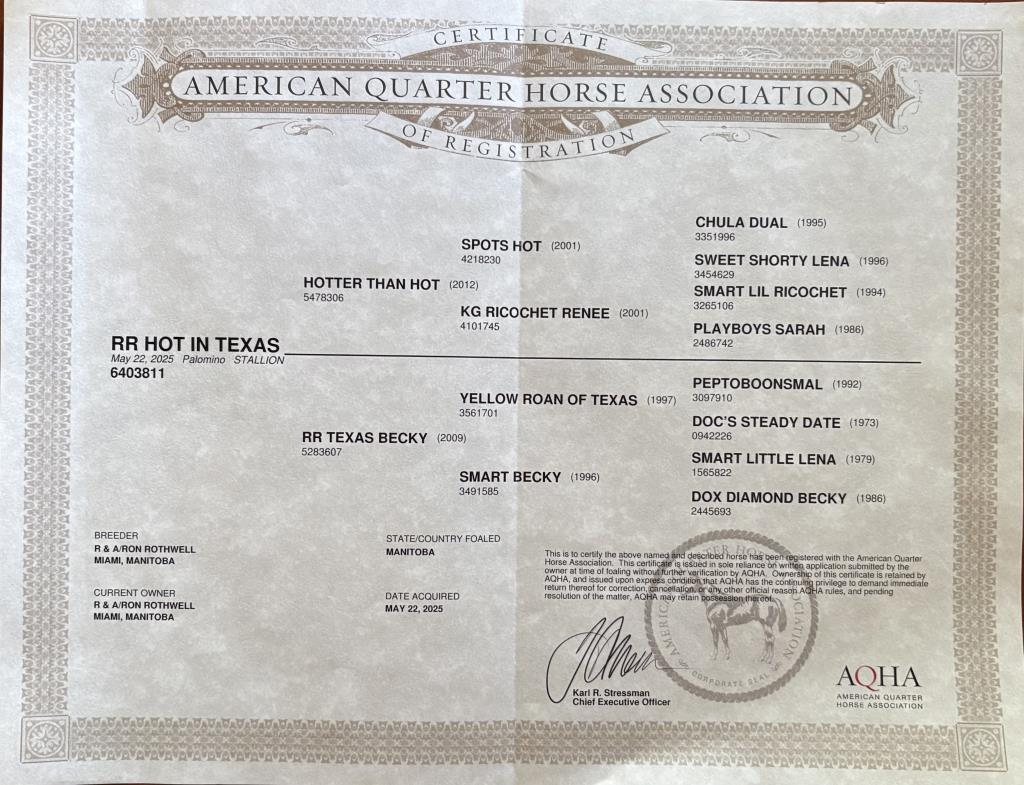 CERTIFICATE
AMERICAN QUARTER HORSE ASSOCIATION
OF REGISTRATION
CHULA DUAL (1995)
3351996
SPOTS HOT (2001)
4218230
SWEET SHORTY LENA (1996)
3454629
HOTTER THAN HOT (2012)
5478306
SMART LIL RICOCHET (1994)
3265106
KG RICOCHET RENEE (2001)
4101745
PLAYBOYS SARAH (1986)
2486742
RR HOT IN TEXAS
May 22, 2025 Palomino STALLION
6403811
PEPTOBOONSMAL (1992)
3097910
YELLOW ROAN OF TEXAS (1997)
3561701
DOC'S STEADY DATE (1973)
0942226
RR TEXAS BECKY (2009)
5283607
SMART LITTLE LENA (1979)
1565822
SMART BECKY (1996)
3491585
DOX DIAMOND BECKY (1986)
2445693
BREEDER
R & A/RON ROTHWELL
MIAMI, MANITOBA
STATE/COUNTRY FOALED
MANITOBA
CURRENT OWNER
R & A/RON ROTHWELL
MIAMI, MANITOBA
DATE ACQUIRED
MAY 22, 2025
This is to certify the above named and described horse has been registered with the American Quarter
Horse Association. This certificate is issued in sole reliance on written application submitted by the
owner at time of foaling without further verification by AQHA. Ownership of this certificate is retained by
AQHA, and issued upon express condition that AQHA has the continuing privilege to demand immediate
return thereof for correction, cancellation, or any other official reason AQHA rules, and pending
resolution of the matter, AQHA may retain possession thereof.
Karl R. Stressman
Chief Executive Officer
CORPORATE SEAL
AQHA
AMERICAN QUARTER
HORSE ASSOCIATION